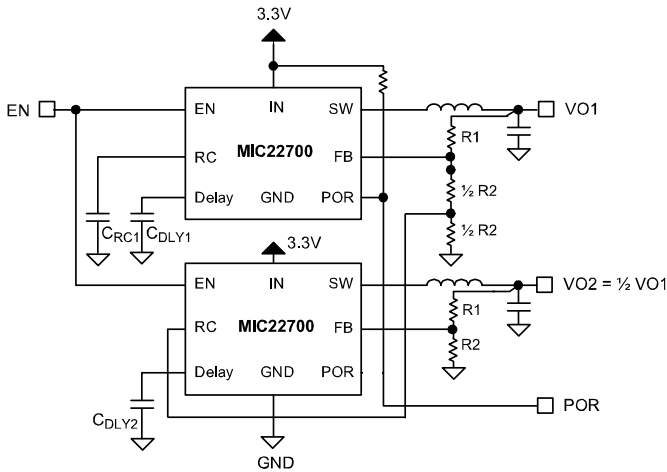 3.3V
EN
EN
IN
SW
VO1
MIC22700
R1
RC
FB
Delay
GND
POR
½ R2
½ R2
CRC1
CDLY1
3.3V
EN
IN
SW
VO2 = ½ VO1
RC
MIC22700
FB
R1
R2
Delay
GND
POR
CDLY2
POR
GND